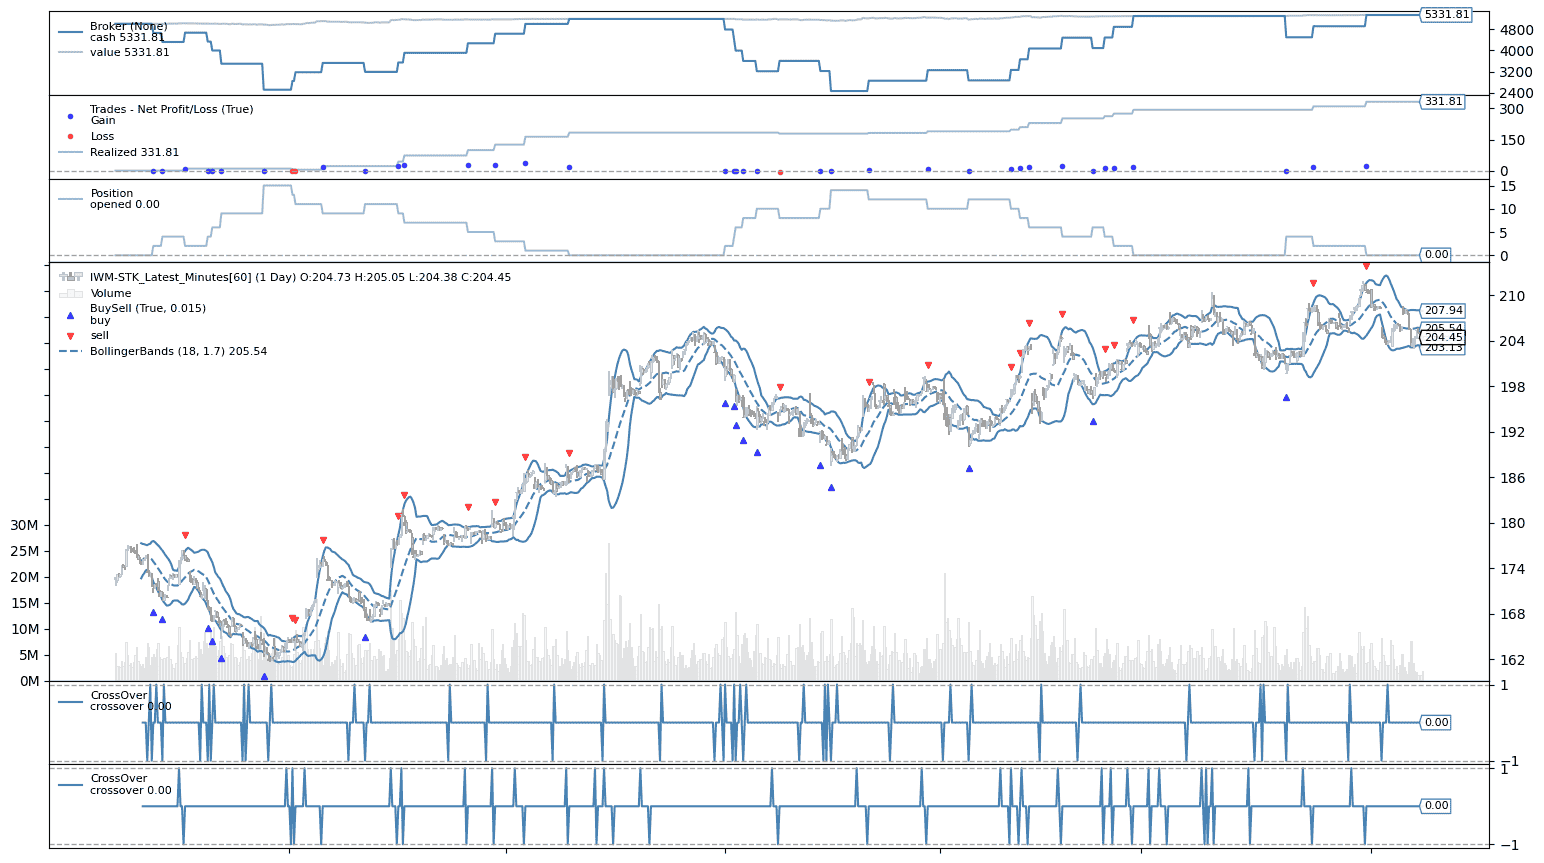 Broker (None)
cash 5331.81
value 5331.81
5331.81
4800
4000
3200
2400
Trades - Net Profit/Loss (True)
Gain
Loss
Realized 331.81
331.81
300
150
0
Position
opened 0.00
15
10
5
0.00
0
IWM-STK_Latest_Minutes[60] (1 Day) O:204.73 H:205.05 L:204.38 C:204.45
Volume
BuySell (True, 0.015)
buy
sell
BollingerBands (18, 1.7) 205.54
210
207.94
205.54
204.45
203.13
204
198
192
186
180
174
168
162
30M
25M
20M
15M
10M
5M
0M
CrossOver
crossover 0.00
1
0.00
−1
CrossOver
crossover 0.00
1
0.00
−1